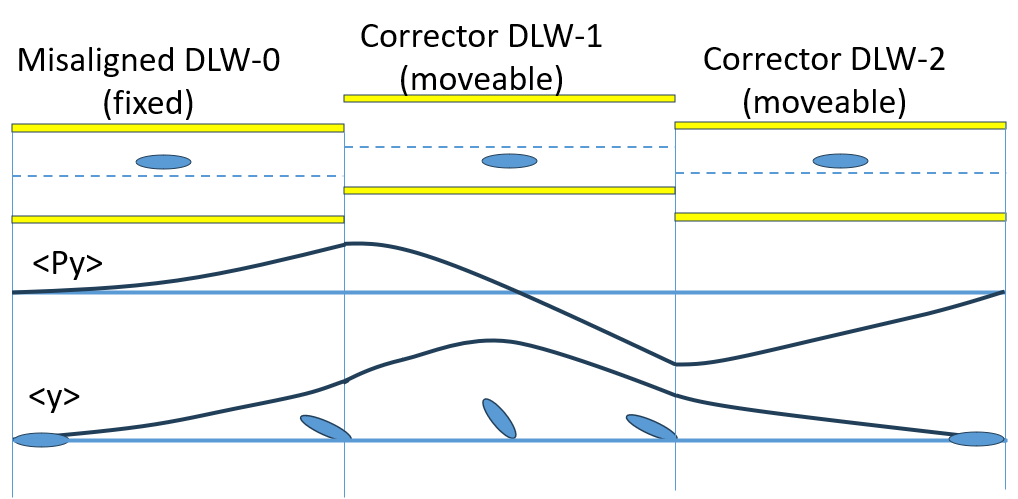 Misaligned DLW-0
(fixed)
Corrector DLW-1
(moveable)
Corrector DLW-2
(moveable)
<Py>
<y>